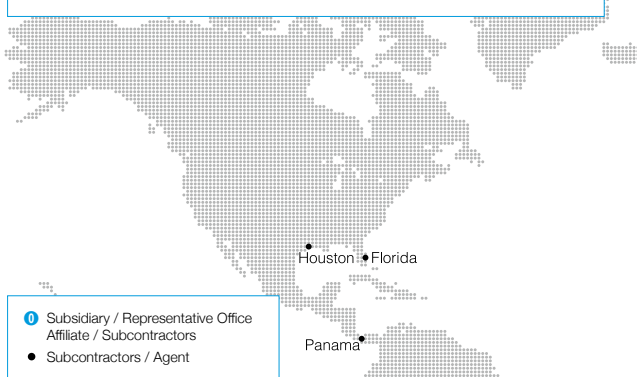 Houston
Florida
Panama
0 Subsidiary / Representative Office
Affiliate / Subcontractors
● Subcontractors / Agent